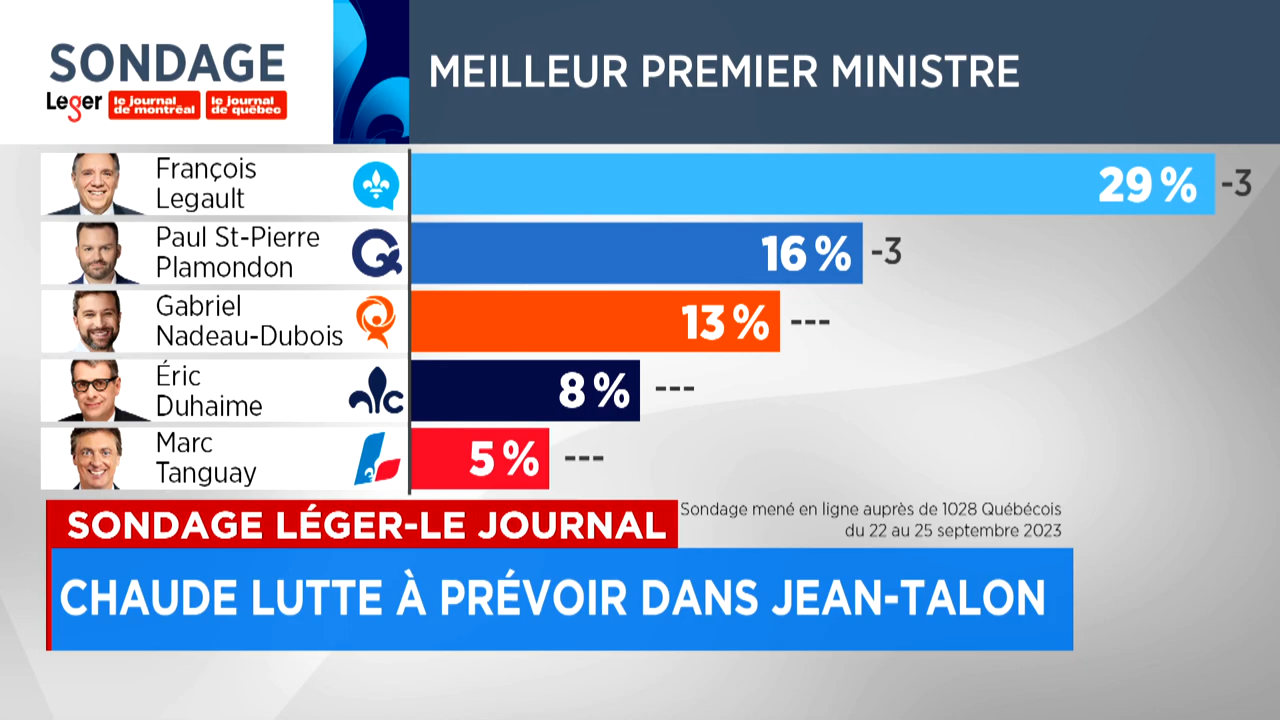 SONDAGE
Leger le journal de montréal le journal de québec
MEILLEUR PREMIER MINISTRE
François
Legault
29 % -3
Paul St-Pierre
Plamondon
16 % -3
Gabriel
Nadeau-Dubois
13 % ---
Éric
Duhaime
8 % ---
Marc
Tanguay
5 % ---
SONDAGE LÉGER-LE JOURNAL
Sondage mené en ligne auprès de 1028 Québécois
du 22 au 25 septembre 2023
CHAUDE LUTTE À PRÉVOIR DANS JEAN-TALON